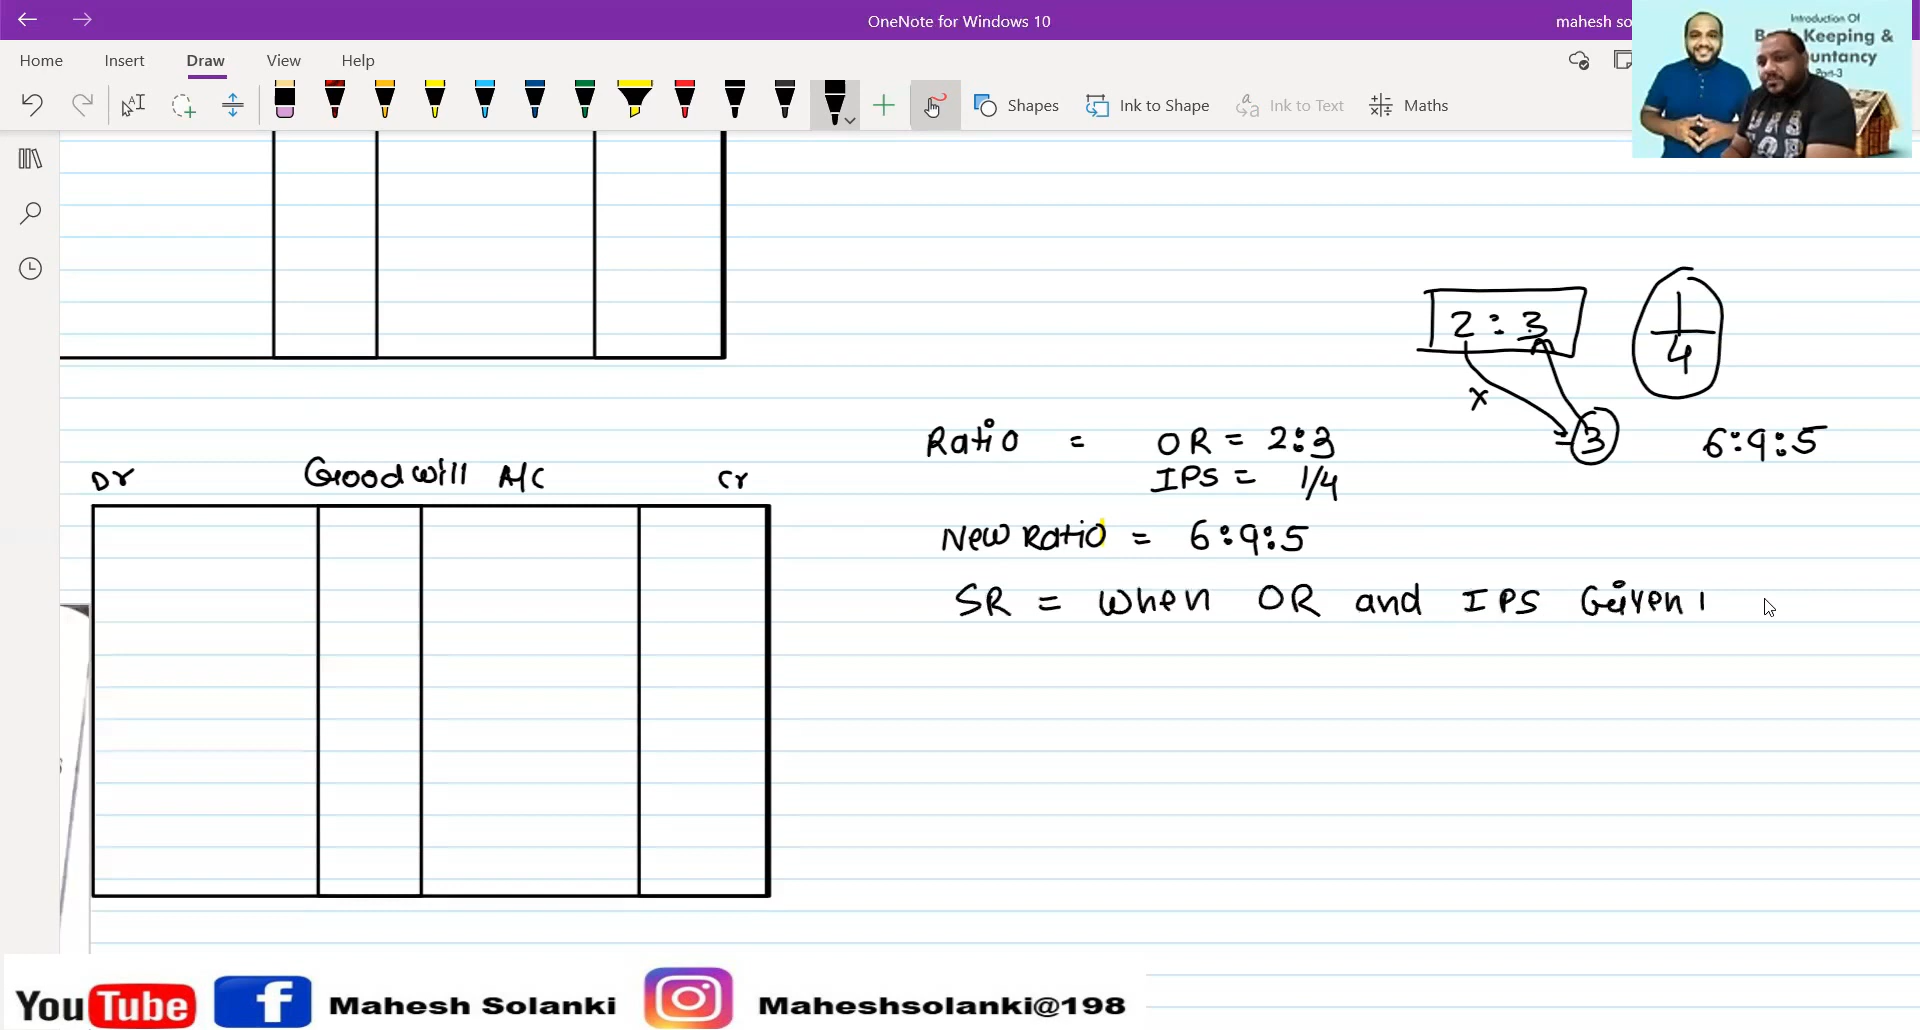 OneNote for Windows 10
mahesh so
Home Insert Draw View Help
Shapes Ink to Shape Ink to Text Maths
Introduction Of
Keeping &
untancy
Part-3
2 : 3
1
4
x
3
6:9:5
Ratio = OR = 2:3
IPS = 1/4
Dr Goodwill A/C Cr
New Ratio = 6:9:5
SR = When OR and IPS Given
YouTube f Mahesh Solanki Maheshsolanki@198